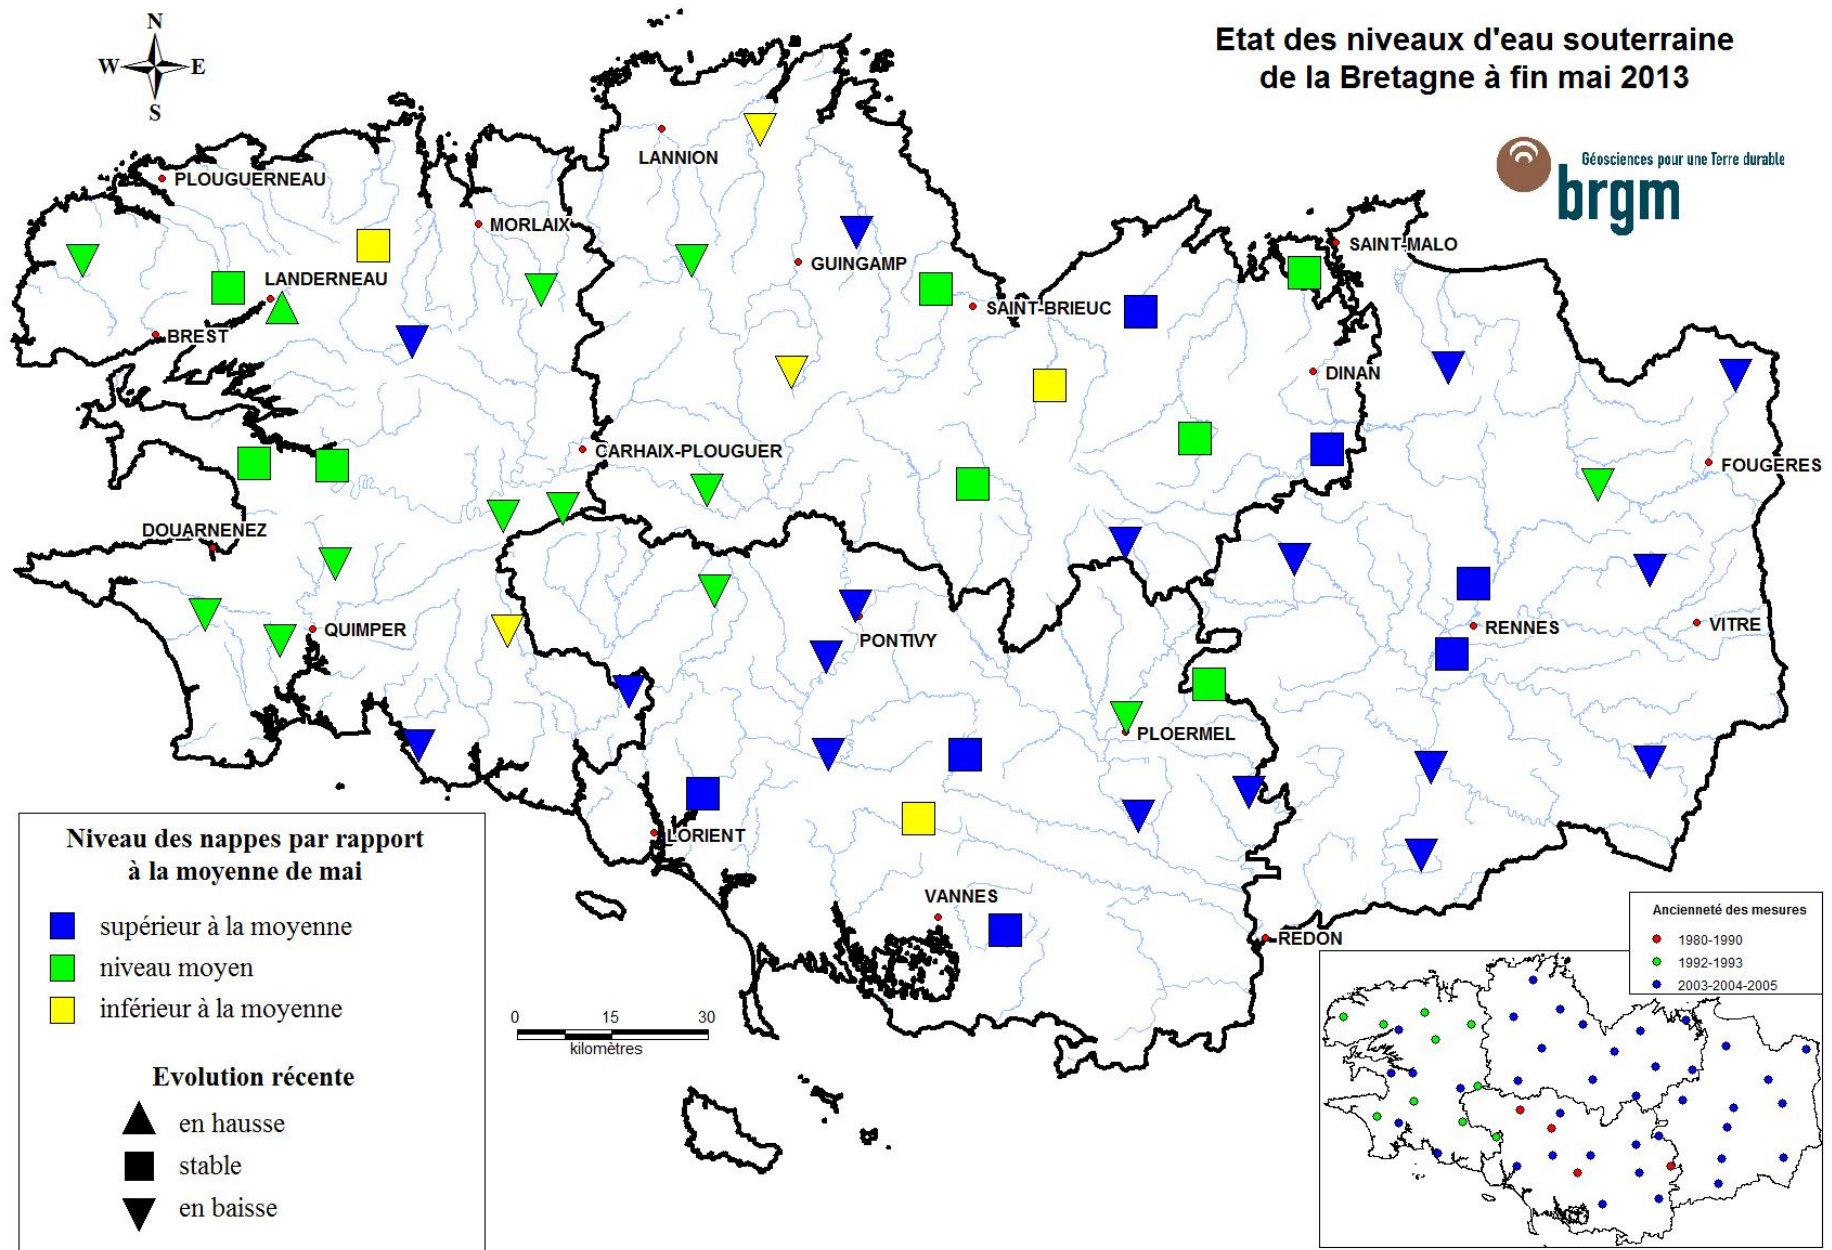 Etat des niveaux d'eau souterraine
de la Bretagne à fin mai 2013
N
W
E
S
Géosciences pour une Terre durable
brgm
LANNION
PLOUGUERNEAU
MORLAIX
SAINT-MALO
GUINGAMP
LANDERNEAU
SAINT-BRIEUC
BREST
DINAN
CARHAIX-PLOUGUER
FOUGERES
DOUARNENEZ
QUIMPER
RENNES
VITRE
PONTIVY
PLOERMEL
LORIENT
VANNES
REDON
Niveau des nappes par rapport
à la moyenne de mai
supérieur à la moyenne
niveau moyen
inférieur à la moyenne
Evolution récente
en hausse
stable
en baisse
0 15 30
kilomètres
Ancienneté des mesures
1980-1990
1992-1993
2003-2004-2005